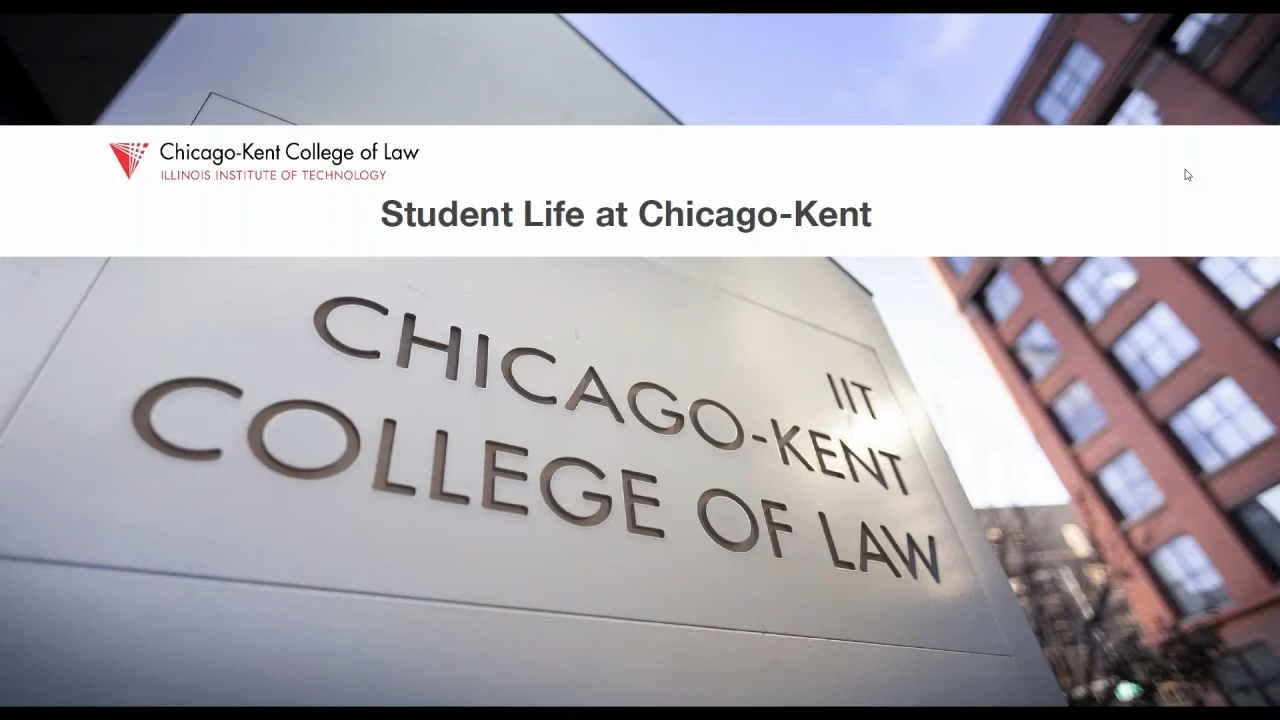 Chicago-Kent College of Law
ILLINOIS INSTITUTE OF TECHNOLOGY
Student Life at Chicago-Kent
IIT
CHICAGO-KENT
COLLEGE OF LAW